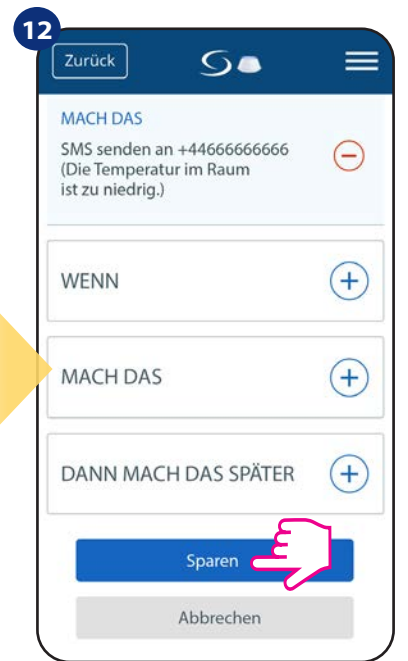 12
Zurück
MACH DAS
SMS senden an +44666666666
(Die Temperatur im Raum
ist zu niedrig.)
WENN
MACH DAS
DANN MACH DAS SPÄTER
Sparen
Abbrechen